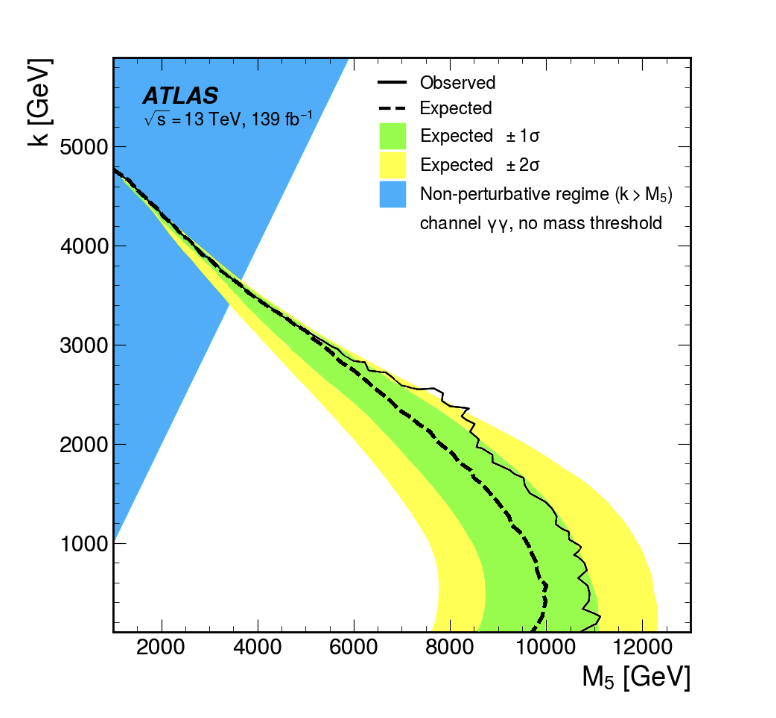 k [GeV]
ATLAS
√s = 13 TeV, 139 fb⁻¹
Observed
Expected
Expected ± 1σ
Expected ± 2σ
Non-perturbative regime (k > M₅)
channel γγ, no mass threshold
5000
4000
3000
2000
1000
2000 4000 6000 8000 10000 12000
M₅ [GeV]